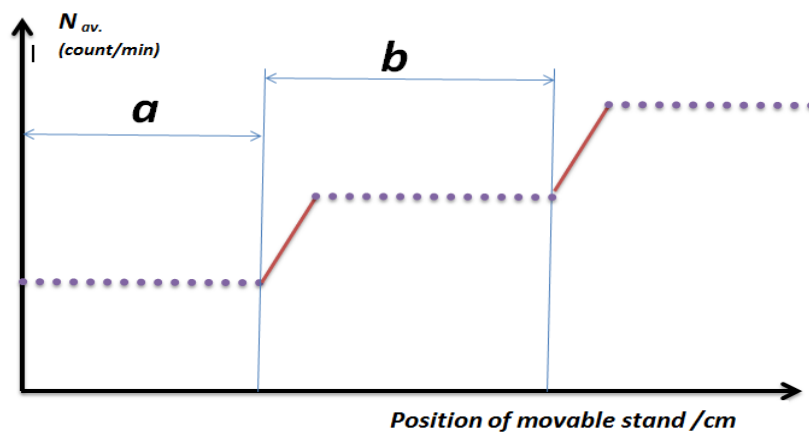 N av.
(count/min)
b
a
Position of movable stand /cm